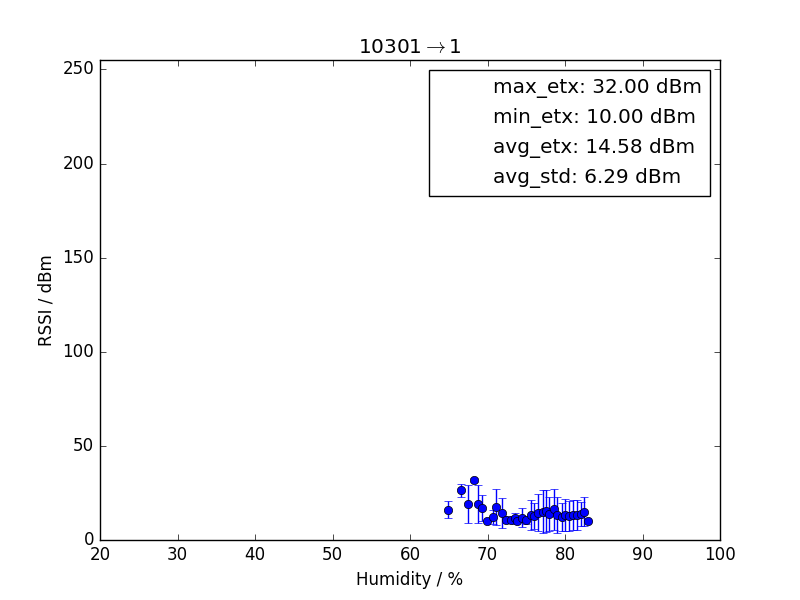 10301→1
max_etx: 32.00 dBm
min_etx: 10.00 dBm
avg_etx: 14.58 dBm
avg_std: 6.29 dBm
RSSI / dBm
250
200
150
100
50
0
20 30 40 50 60 70 80 90 100
Humidity / %